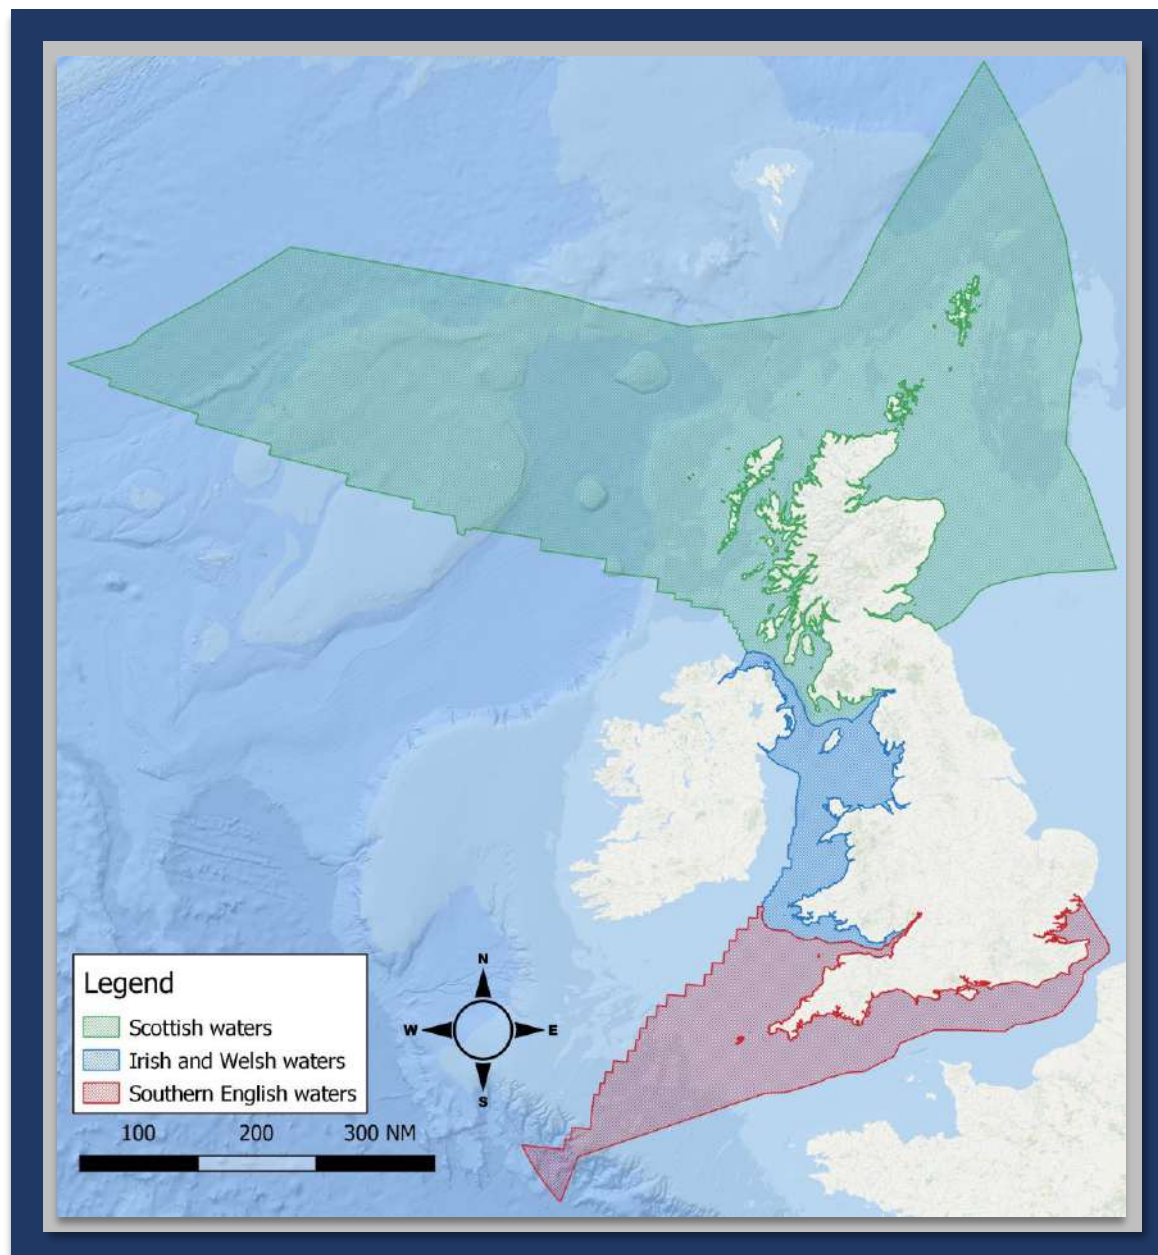 Legend
Scottish waters
Irish and Welsh waters
Southern English waters
N
W E
S
100 200 300 NM